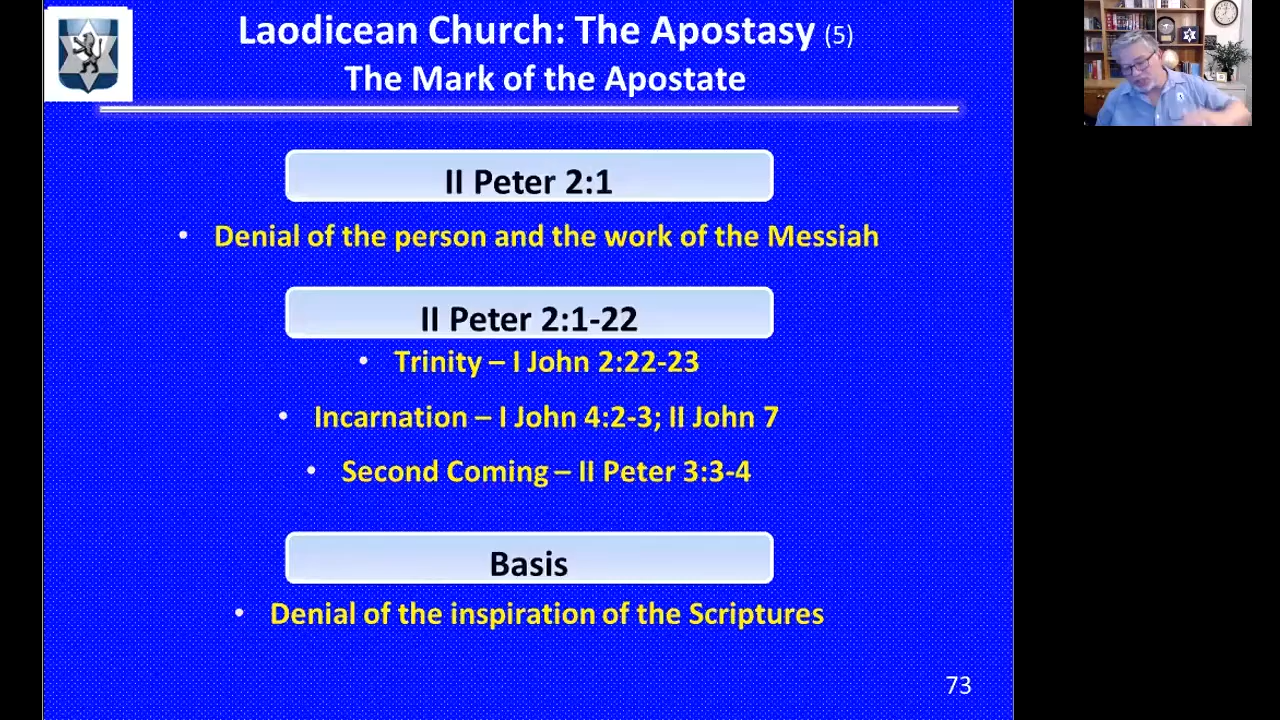 Laodicean Church: The Apostasy (5)
The Mark of the Apostate
II Peter 2:1
• Denial of the person and the work of the Messiah
II Peter 2:1-22
• Trinity – I John 2:22-23
• Incarnation – I John 4:2-3; II John 7
• Second Coming – II Peter 3:3-4
Basis
• Denial of the inspiration of the Scriptures
73